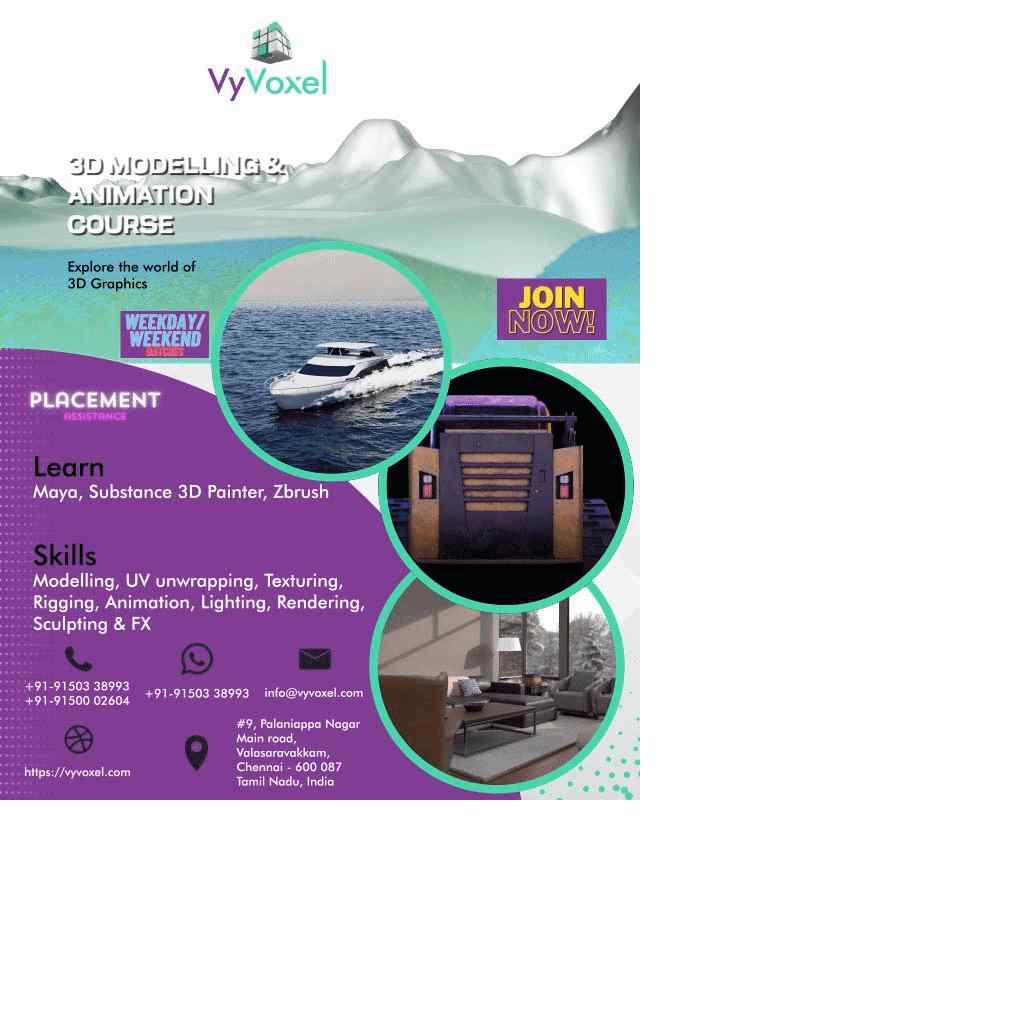 VyVoxel
3D MODELLING &
ANIMATION
COURSE
Explore the world of
3D Graphics
JOIN
NOW!
WEEKDAY/
WEEKEND
BATCHES
PLACEMENT
ASSISTANCE
Learn
Maya, Substance 3D Painter, Zbrush
Skills
Modelling, UV unwrapping, Texturing,
Rigging, Animation, Lighting, Rendering,
Sculpting & FX
+91-91503 38993
+91-91500 02604
+91-91503 38993
info@vyvoxel.com
https://vyvoxel.com
#9, Palaniappa Nagar
Main road,
Valasaravakkam,
Chennai - 600 087
Tamil Nadu, India